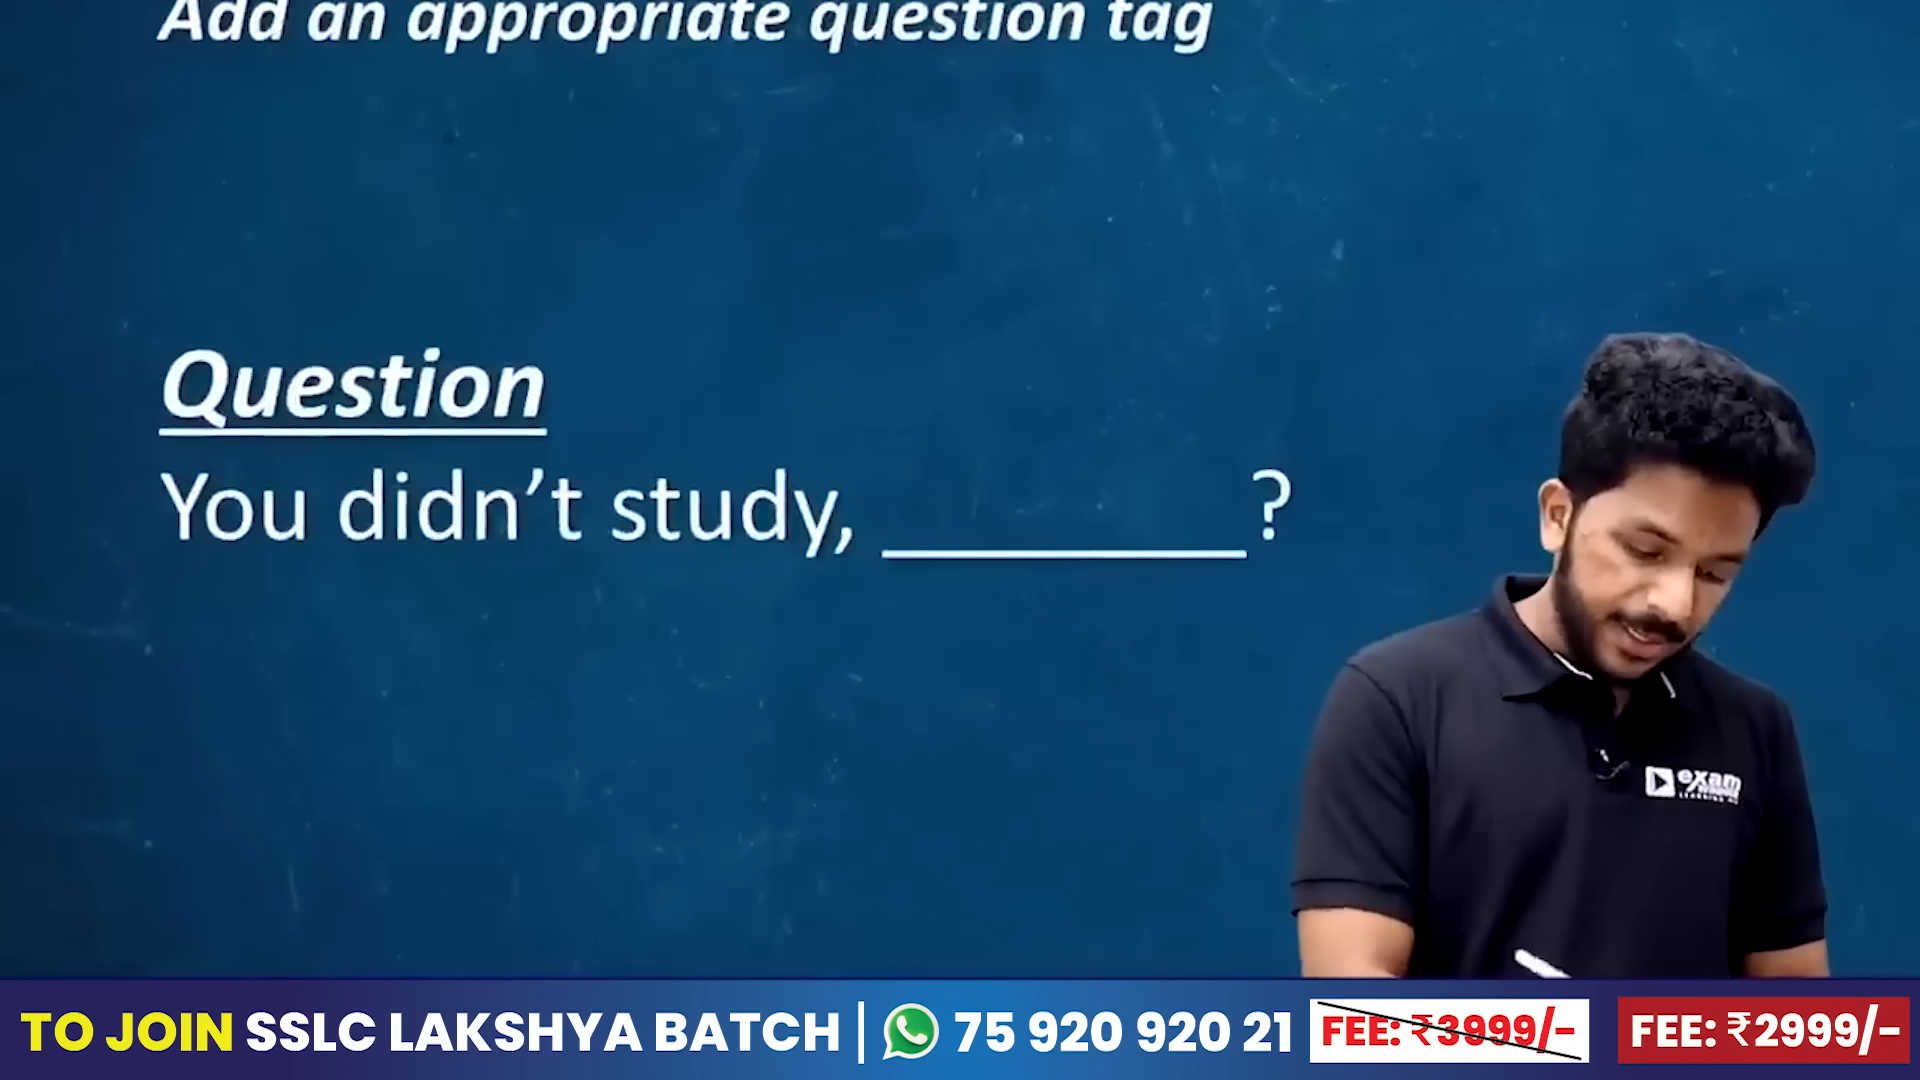 Add an appropriate question tag
Question
You didn’t study, ________?
exam
TO JOIN SSLC LAKSHYA BATCH | 75 920 920 21 FEE: ₹3999/- FEE: ₹2999/-